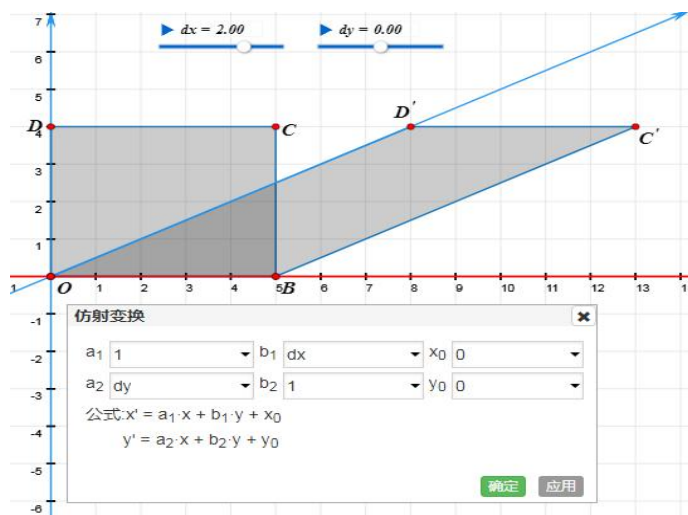 7
dx = 2.00 dy = 0.00
6
5
D 4 C D' C'
3
2
1
1 O 1 2 3 4 5 B 6 7 8 9 10 11 12 13 1
-1
-2
-3
-4
-5
-6
仿射变换
a1 1 b1 dx x0 0
a2 dy b2 1 y0 0
公式:x' = a1·x + b1·y + x0
y' = a2·x + b2·y + y0
确定 应用